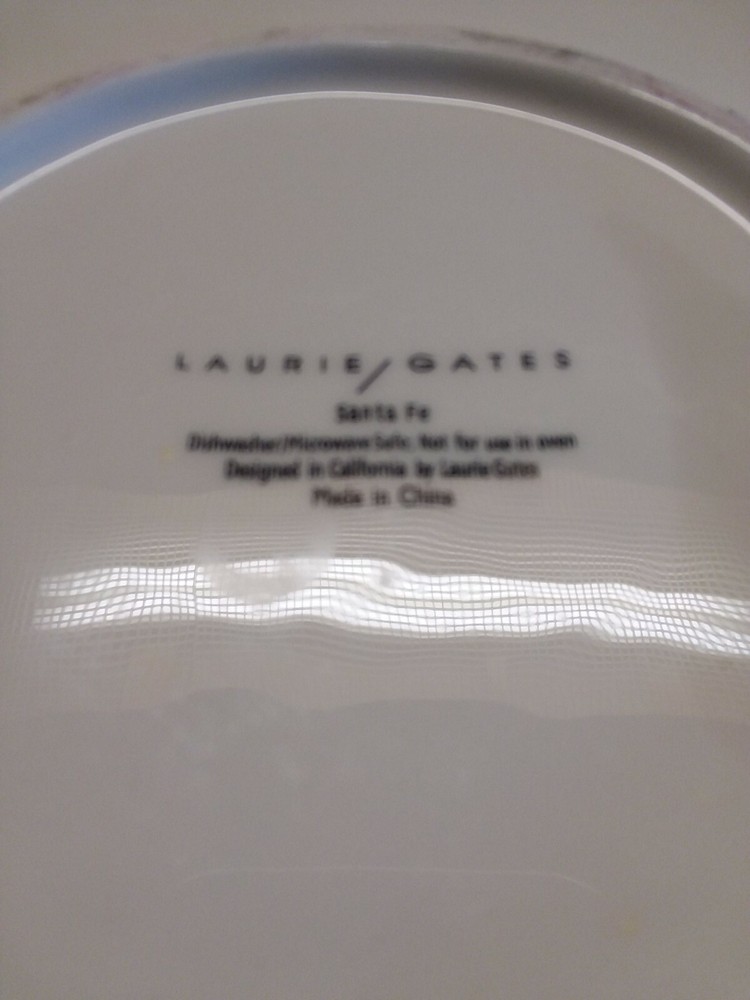 LAURIE/GATES
Santa Fe
Dishwasher/Microwave Safe, Not for use in oven
Designed in California by Laurie Gates
Made in China